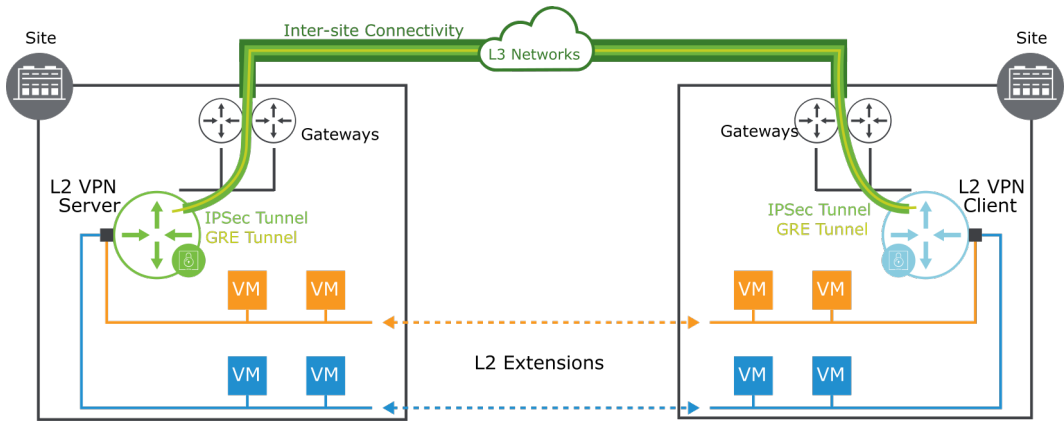 Inter-site Connectivity
Site
Site
L3 Networks
Gateways
Gateways
L2 VPN
Server
L2 VPN
Client
IPSec Tunnel
GRE Tunnel
IPSec Tunnel
GRE Tunnel
VM
VM
VM
VM
L2 Extensions
VM
VM
VM
VM